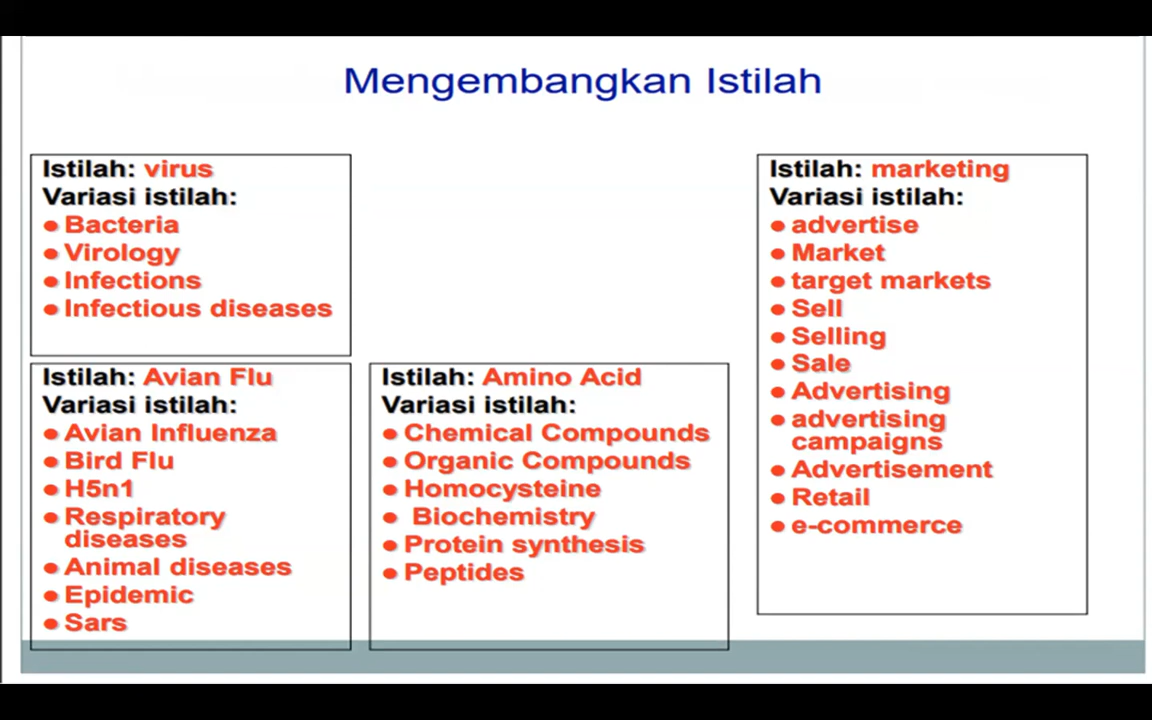 Mengembangkan Istilah
Istilah: virus
Variasi istilah:
● Bacteria
● Virology
● Infections
● Infectious diseases
Istilah: Avian Flu
Variasi istilah:
● Avian Influenza
● Bird Flu
● H5n1
● Respiratory
diseases
● Animal diseases
● Epidemic
● Sars
Istilah: Amino Acid
Variasi istilah:
● Chemical Compounds
● Organic Compounds
● Homocysteine
● Biochemistry
● Protein synthesis
● Peptides
Istilah: marketing
Variasi istilah:
● advertise
● Market
● target markets
● Sell
● Selling
● Sale
● Advertising
● advertising
campaigns
● Advertisement
● Retail
● e-commerce